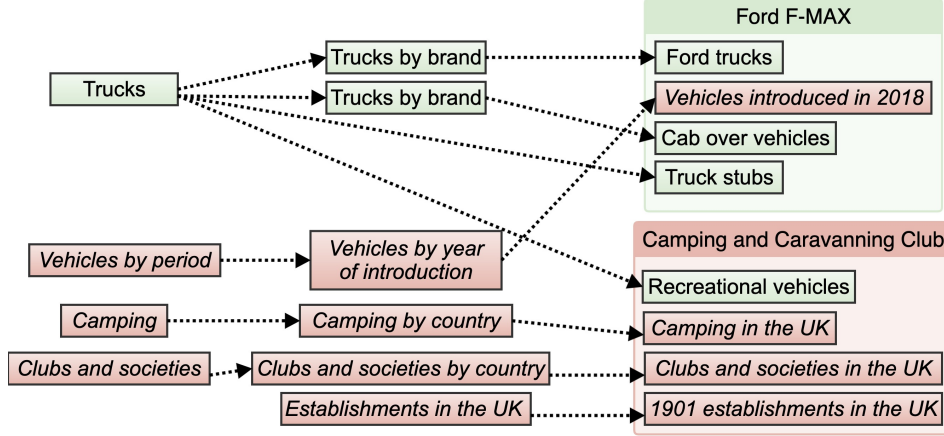 Ford F-MAX
Trucks by brand
Ford trucks
Trucks
Trucks by brand
Vehicles introduced in 2018
Cab over vehicles
Truck stubs
Camping and Caravanning Club
Vehicles by period
Vehicles by year
of introduction
Recreational vehicles
Camping
Camping by country
Camping in the UK
Clubs and societies
Clubs and societies by country
Clubs and societies in the UK
Establishments in the UK
1901 establishments in the UK